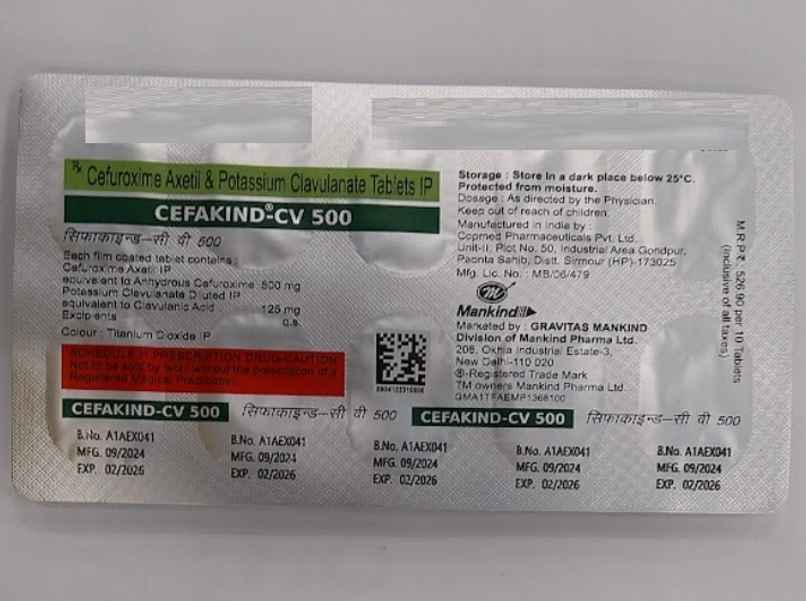 Rx Cefuroxime Axetil & Potassium Clavulanate Tablets IP
CEFAKIND®-CV 500
सिफाकाइन्ड–सी वी 500
Each film coated tablet contains :
Cefuroxime Axetil IP
equivalent to Anhydrous Cefuroxime 500 mg
Potassium Clavulanate Diluted IP
equivalent to Clavulanic Acid 125 mg
Excipients q.s.
Colour : Titanium Dioxide IP
SCHEDULE H PRESCRIPTION DRUG-CAUTION
Not to be sold by retail without the prescription of a
Registered Medical Practitioner.
Storage : Store in a dark place below 25°C.
Protected from moisture.
Dosage : As directed by the Physician.
Keep out of reach of children.
Manufactured in India by :
Copmed Pharmaceuticals Pvt. Ltd.
Unit-II, Plot No. 50, Industrial Area Gondpur,
Paonta Sahib, Distt. Sirmour (HP)-173025
Mfg. Lic. No. : MB/06/479
Mankind
Marketed by : GRAVITAS MANKIND
Division of Mankind Pharma Ltd.
208, Okhla Industrial Estate-3,
New Delhi-110 020
®-Registered Trade Mark
TM owners Mankind Pharma Ltd.
GMA1TFAEMP1368100
M.R.P.₹.: 526.90 per 10 Tablets
(inclusive of all taxes)
CEFAKIND-CV 500 सिफाकाइन्ड–सी वी 500 CEFAKIND-CV 500 सिफाकाइन्ड–सी वी 500
B.No. A1AEX041
MFG. 09/2024
EXP. 02/2026
B.No. A1AEX041
MFG. 09/2024
EXP. 02/2026
B.No. A1AEX041
MFG. 09/2024
EXP. 02/2026
B.No. A1AEX041
MFG. 09/2024
EXP. 02/2026
B.No. A1AEX041
MFG. 09/2024
EXP. 02/2026